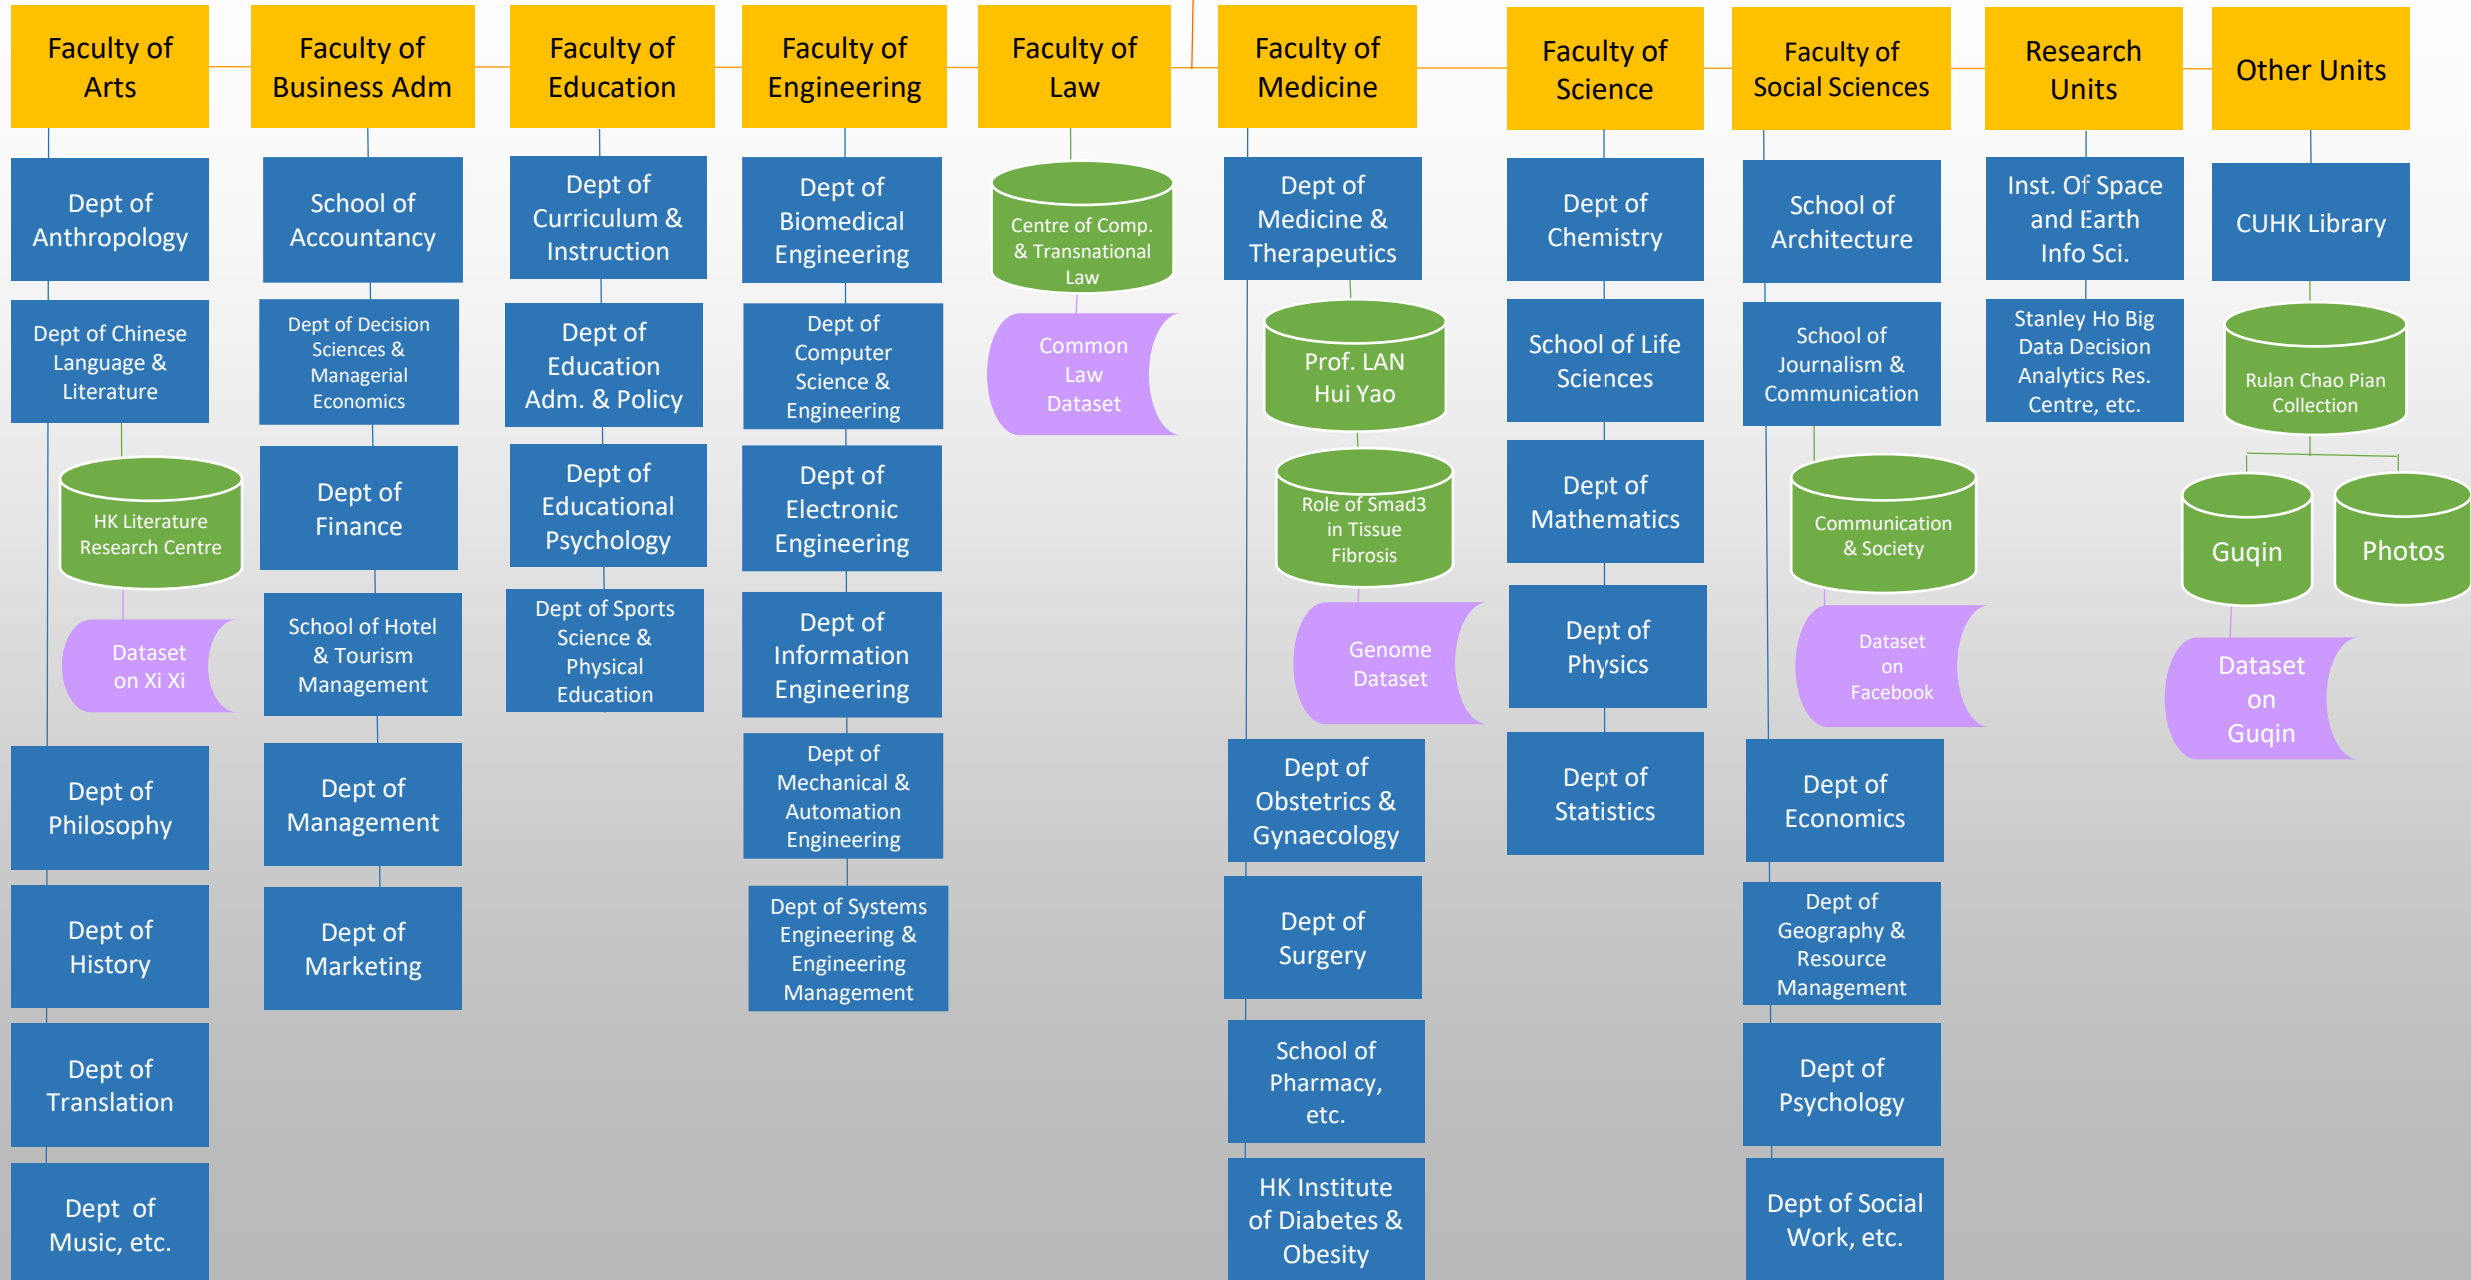 Faculty of
Arts
Faculty of
Business Adm
Faculty of
Education
Faculty of
Engineering
Faculty of
Law
Faculty of
Medicine
Faculty of
Science
Faculty of
Social Sciences
Research
Units
Other Units
Dept of
Anthropology
Dept of Chinese
Language &
Literature
HK Literature
Research Centre
Dataset
on Xi Xi
Dept of
Philosophy
Dept of
History
Dept of
Translation
Dept of
Music, etc.
School of
Accountancy
Dept of Decision
Sciences &
Managerial
Economics
Dept of
Finance
School of Hotel
& Tourism
Management
Dept of
Management
Dept of
Marketing
Dept of
Curriculum &
Instruction
Dept of
Education
Adm. & Policy
Dept of
Educational
Psychology
Dept of Sports
Science &
Physical
Education
Dept of
Biomedical
Engineering
Dept of
Computer
Science &
Engineering
Dept of
Electronic
Engineering
Dept of
Information
Engineering
Dept of
Mechanical &
Automation
Engineering
Dept of Systems
Engineering &
Engineering
Management
Centre of Comp.
& Transnational
Law
Common
Law
Dataset
Dept of
Medicine &
Therapeutics
Prof. LAN
Hui Yao
Role of Smad3
in Tissue
Fibrosis
Genome
Dataset
Dept of
Obstetrics &
Gynaecology
Dept of
Surgery
School of
Pharmacy,
etc.
HK Institute
of Diabetes &
Obesity
Dept of
Chemistry
School of Life
Sciences
Dept of
Mathematics
Dept of
Physics
Dept of
Statistics
School of
Architecture
School of
Journalism &
Communication
Communication
& Society
Dataset
on
Facebook
Dept of
Economics
Dept of
Geography &
Resource
Management
Dept of
Psychology
Dept of Social
Work, etc.
Inst. Of Space
and Earth
Info Sci.
Stanley Ho Big
Data Decision
Analytics Res.
Centre, etc.
CUHK Library
Rulan Chao Pian
Collection
Guqin
Photos
Dataset
on
Guqin